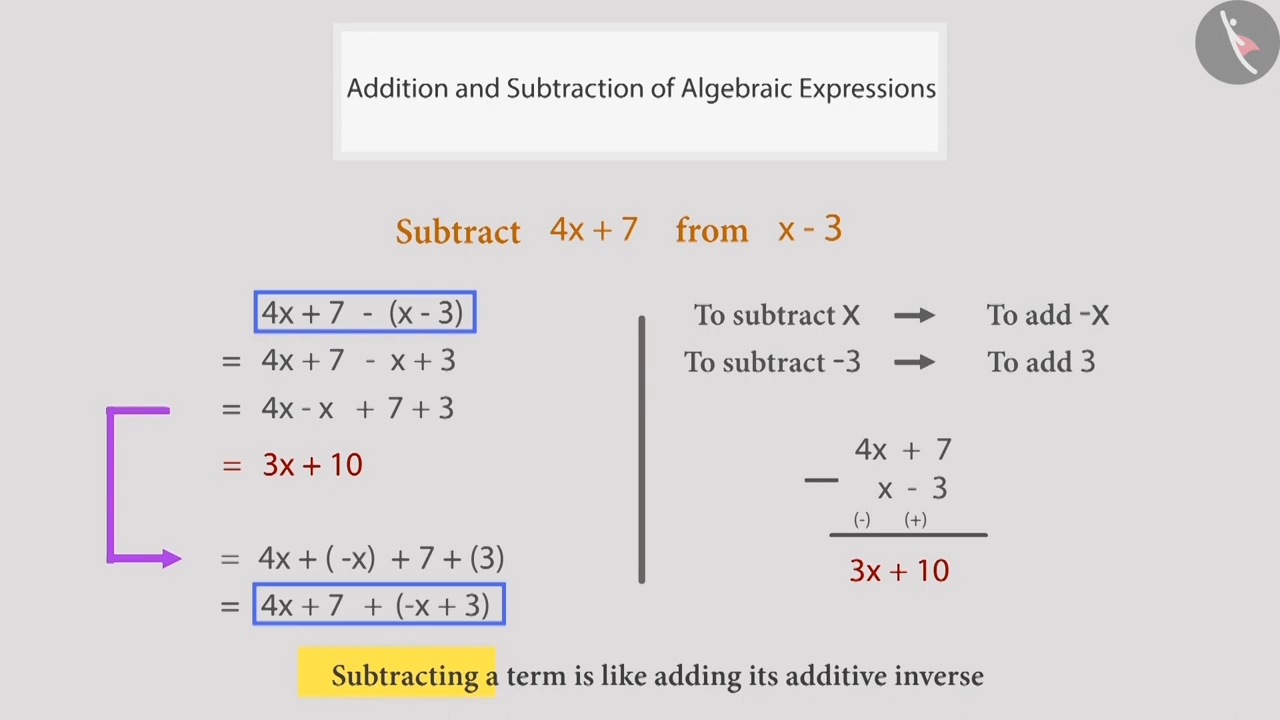 Addition and Subtraction of Algebraic Expressions
Subtract 4x + 7 from x - 3
4x + 7 - (x - 3)
= 4x + 7 - x + 3
= 4x - x + 7 + 3
= 3x + 10
= 4x + ( -x) + 7 + (3)
= 4x + 7 + (-x + 3)
To subtract X → To add -X
To subtract -3 → To add 3
4x + 7
— x - 3
(-) (+)
3x + 10
Subtracting a term is like adding its additive inverse